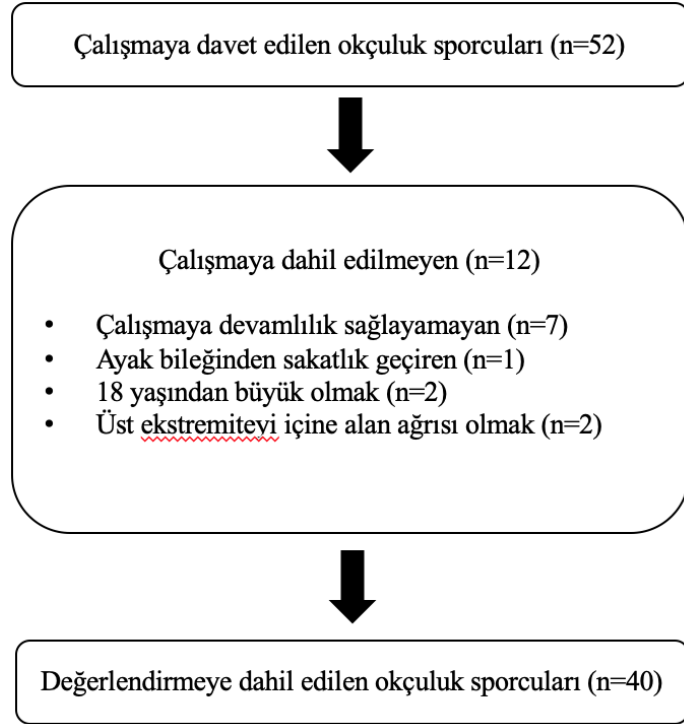 Çalışmaya davet edilen okçuluk sporcuları (n=52)
Çalışmaya dahil edilmeyen (n=12)
• Çalışmaya devamlılık sağlayamayan (n=7)
• Ayak bileğinden sakatlık geçiren (n=1)
• 18 yaşından büyük olmak (n=2)
• Üst ekstremiteyi içine alan ağrısı olmak (n=2)
Değerlendirmeye dahil edilen okçuluk sporcuları (n=40)